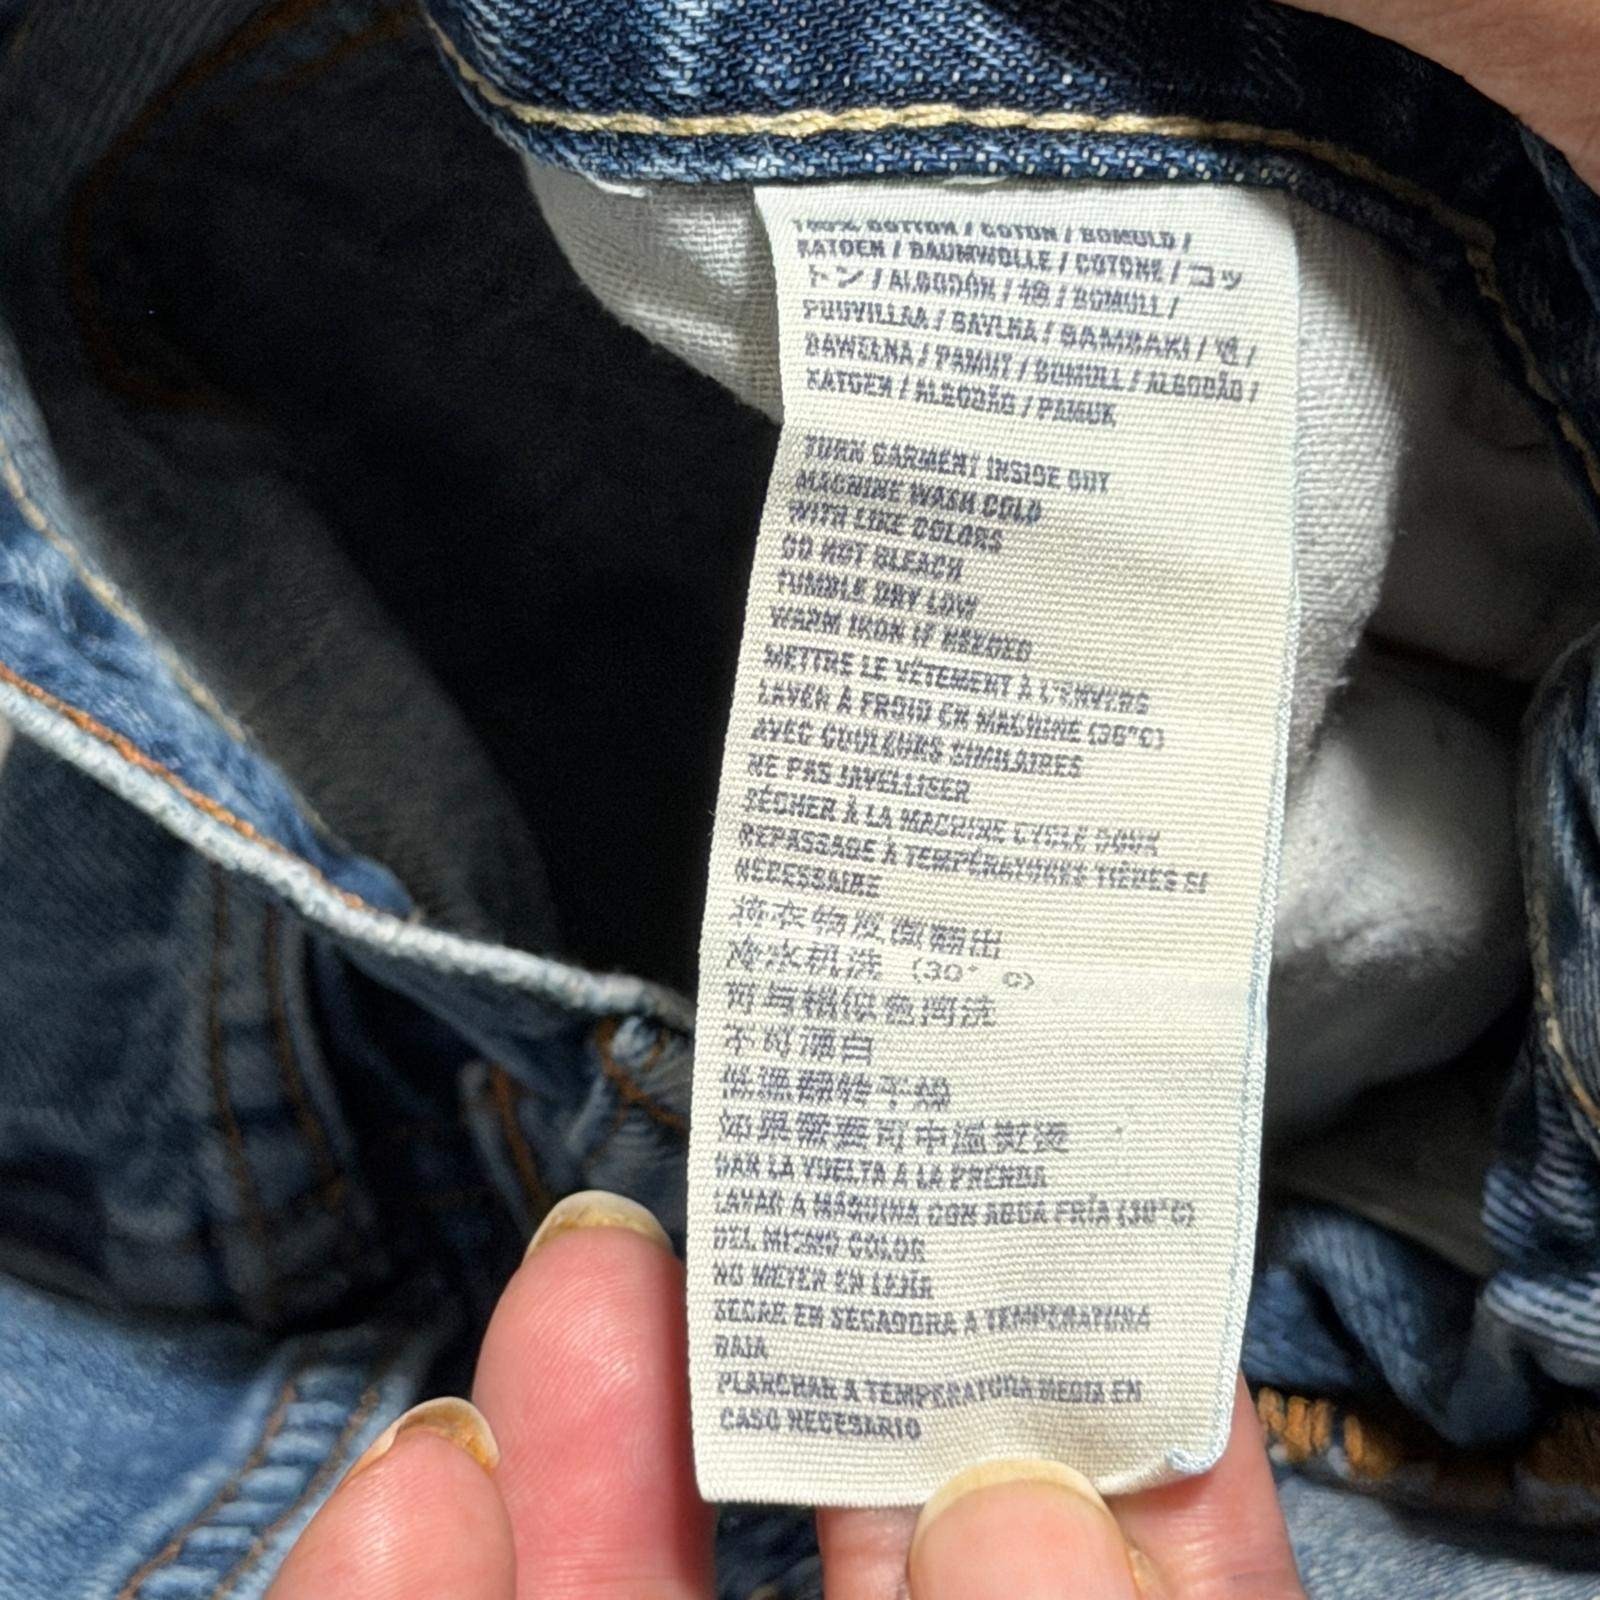 100% COTTON / COTON / BOMULD /
KATOEN / BAUMWOLLE / COTONE / コッ
トン / ALGODÓN / 棉 / BOMULL /
PUUVILLAA / BAVLNA / BAMBAKI / 면 /
BAWEŁNA / PAMUT / BOMULL / ALGODÃO /
KATOEN / ALGODÃO / PAMUK
TURN GARMENT INSIDE OUT
MACHINE WASH COLD
WITH LIKE COLORS
DO NOT BLEACH
TUMBLE DRY LOW
WARM IRON IF NEEDED
METTRE LE VÊTEMENT À L'ENVERS
LAVER À FROID EN MACHINE (30°C)
AVEC COULEURS SIMILAIRES
NE PAS JAVELLISER
SÉCHER À LA MACHINE CYCLE DOUX
REPASSAGE À TEMPÉRATURES TIÈDES SI
NÉCESSAIRE
将衣物反面翻出
冷水机洗 (30° C)
可与相似色同洗
不可漂白
低温翻转干燥
如果需要可中温熨烫
DAR LA VUELTA A LA PRENDA
LAVAR A MÁQUINA CON AGUA FRÍA (30°C)
DEL MISMO COLOR
NO METER EN LEJÍA
SECAR EN SECADORA A TEMPERATURA
BAJA
PLANCHAR A TEMPERATURA MEDIA EN
CASO NECESARIO